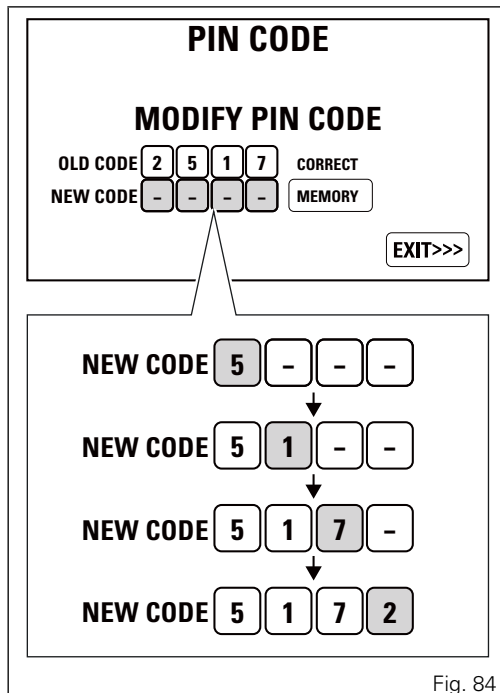 PIN CODE
MODIFY PIN CODE
OLD CODE 2 5 1 7 CORRECT
NEW CODE - - - - MEMORY
EXIT>>>
NEW CODE 5 - - -
NEW CODE 5 1 - -
NEW CODE 5 1 7 -
NEW CODE 5 1 7 2
Fig. 84